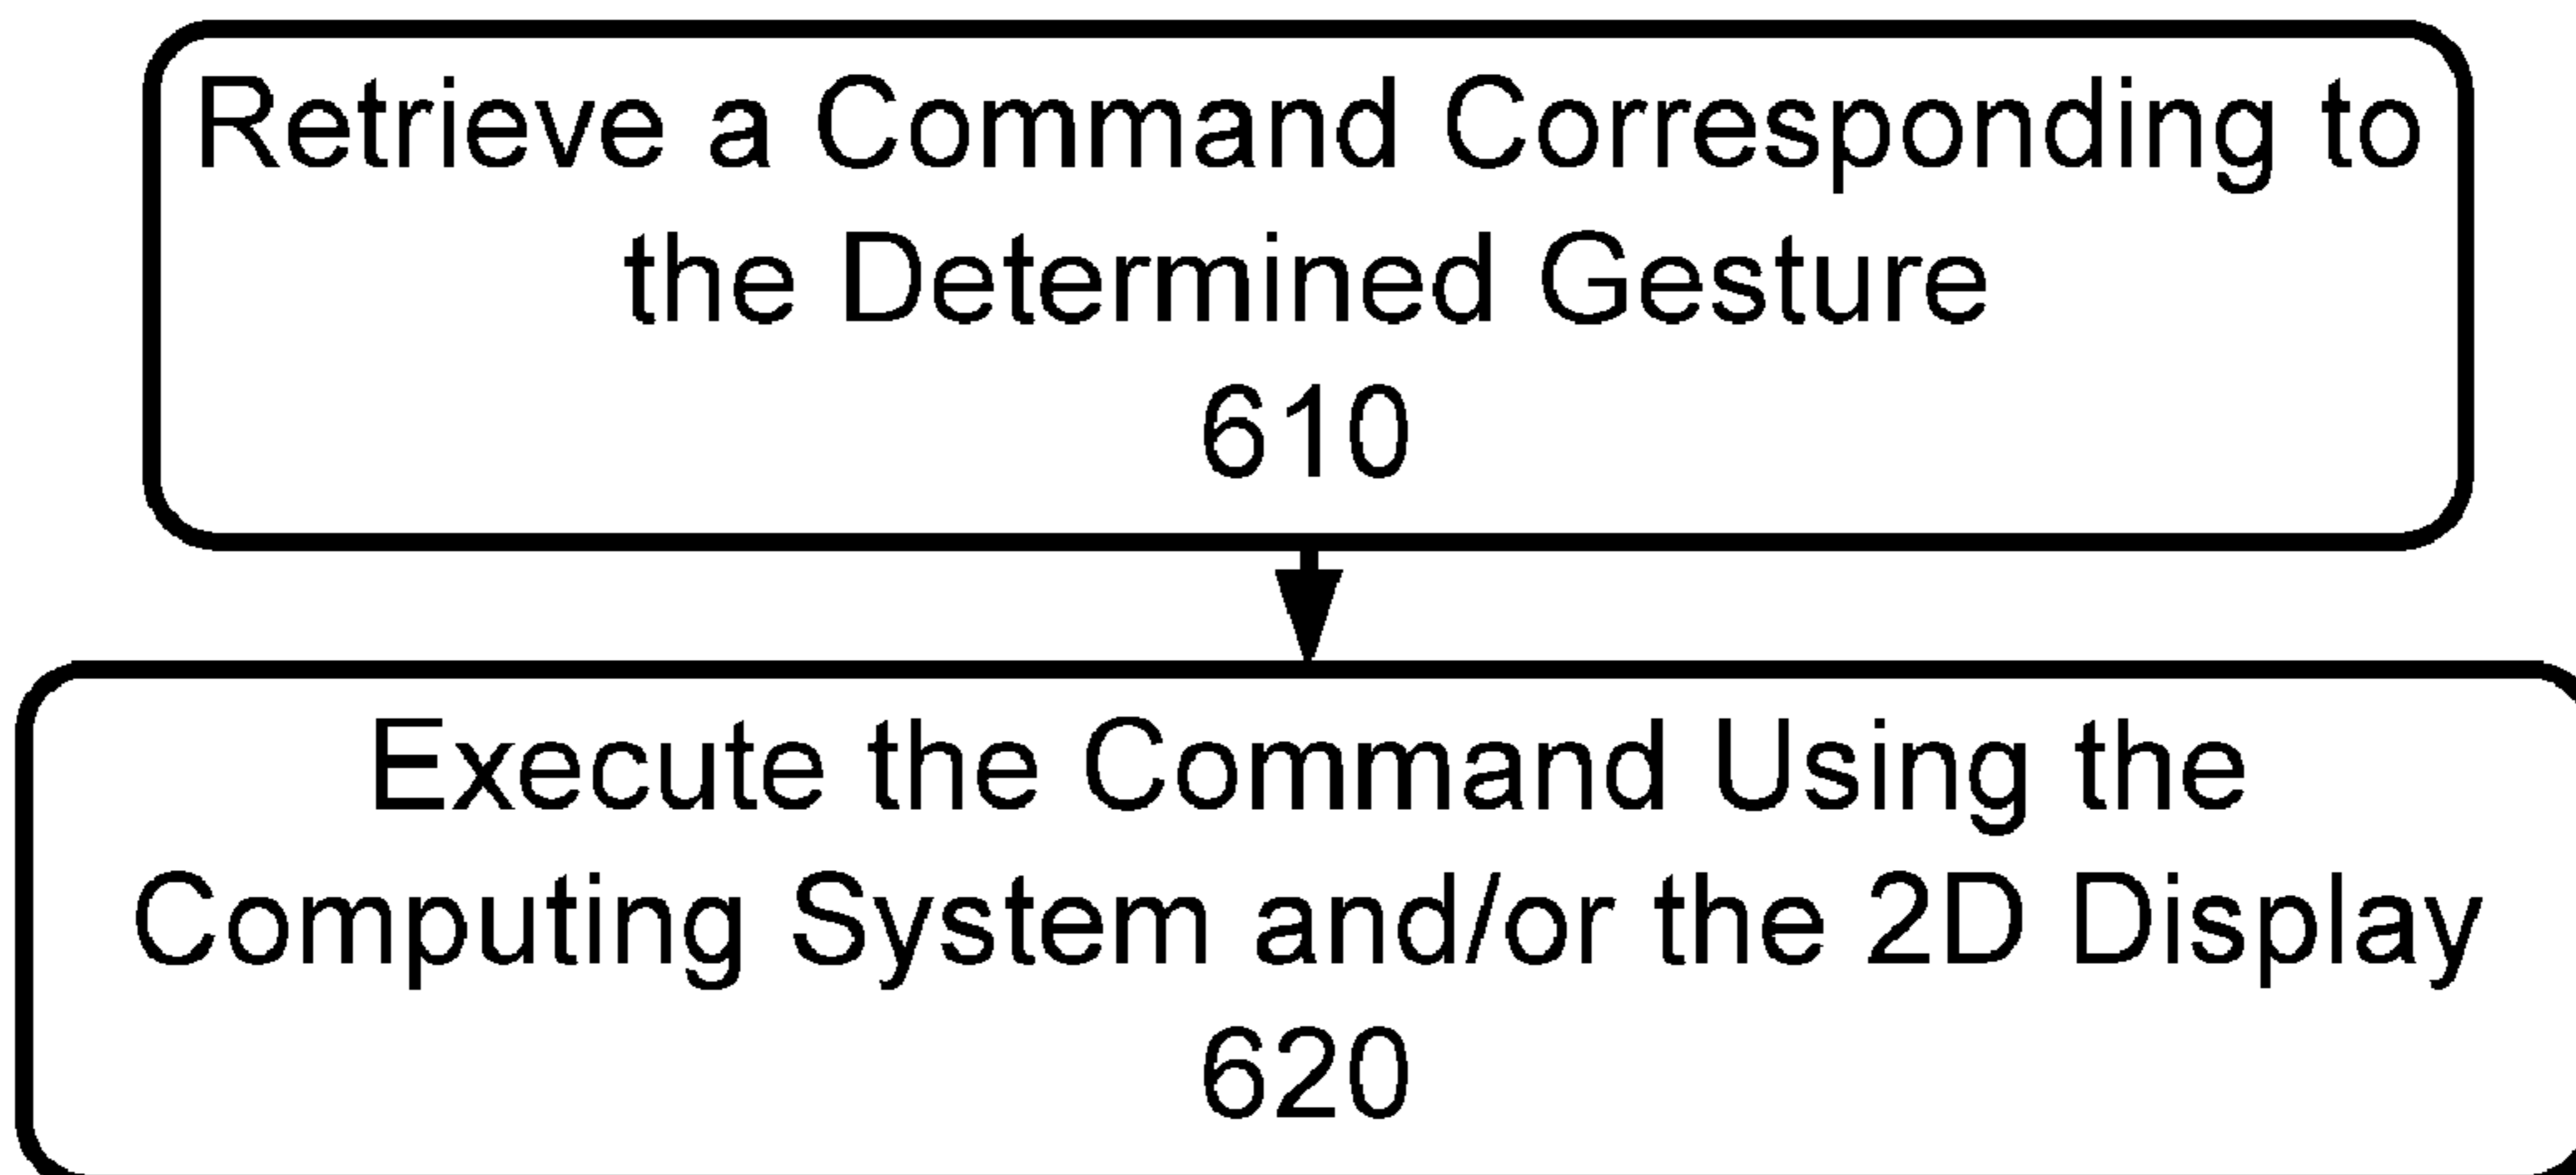 Retrieve a Command Corresponding to
the Determined Gesture
610
Execute the Command Using the
Computing System and/or the 2D Display
620